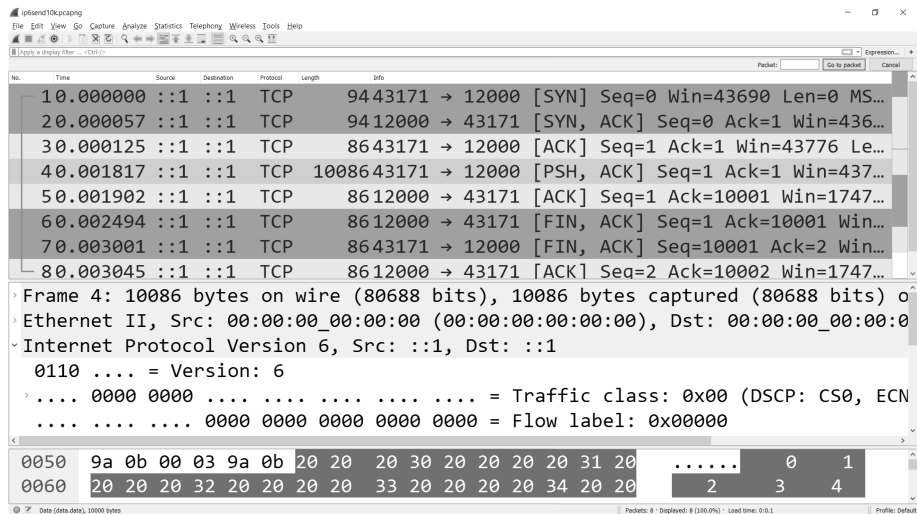 ip6send10k.pcapng
File Edit View Go Capture Analyze Statistics Telephony Wireless Tools Help
Apply a display filter ... <Ctrl-/> Expression... +
Packet: Go to packet Cancel
No. Time Source Destination Protocol Length Info
1 0.000000 ::1 ::1 TCP 94 43171 → 12000 [SYN] Seq=0 Win=43690 Len=0 MS…
2 0.000057 ::1 ::1 TCP 94 12000 → 43171 [SYN, ACK] Seq=0 Ack=1 Win=436…
3 0.000125 ::1 ::1 TCP 86 43171 → 12000 [ACK] Seq=1 Ack=1 Win=43776 Le…
4 0.001817 ::1 ::1 TCP 10086 43171 → 12000 [PSH, ACK] Seq=1 Ack=1 Win=437…
5 0.001902 ::1 ::1 TCP 86 12000 → 43171 [ACK] Seq=1 Ack=10001 Win=1747…
6 0.002494 ::1 ::1 TCP 86 12000 → 43171 [FIN, ACK] Seq=1 Ack=10001 Win…
7 0.003001 ::1 ::1 TCP 86 43171 → 12000 [FIN, ACK] Seq=10001 Ack=2 Win…
8 0.003045 ::1 ::1 TCP 86 12000 → 43171 [ACK] Seq=2 Ack=10002 Win=1747…
Frame 4: 10086 bytes on wire (80688 bits), 10086 bytes captured (80688 bits) o
Ethernet II, Src: 00:00:00_00:00:00 (00:00:00:00:00:00), Dst: 00:00:00_00:00:0
Internet Protocol Version 6, Src: ::1, Dst: ::1
0110 .... = Version: 6
.... 0000 0000 .... .... .... .... .... = Traffic class: 0x00 (DSCP: CS0, ECN
.... .... .... 0000 0000 0000 0000 0000 = Flow label: 0x00000
0050 9a 0b 00 03 9a 0b 20 20 20 30 20 20 20 20 31 20 ...... 0 1
0060 20 20 20 32 20 20 20 20 33 20 20 20 20 34 20 20 2 3 4
Data (data.data), 10000 bytes Packets: 8 · Displayed: 8 (100.0%) · Load time: 0:0.1 Profile: Default